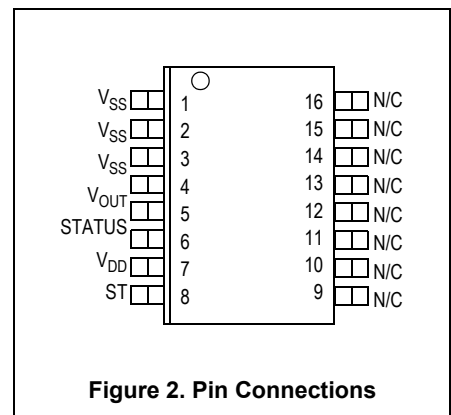 VSS 1 16 N/C
VSS 2 15 N/C
VSS 3 14 N/C
VOUT 4 13 N/C
STATUS 5 12 N/C
6 11 N/C
VDD 7 10 N/C
ST 8 9 N/C
Figure 2. Pin Connections